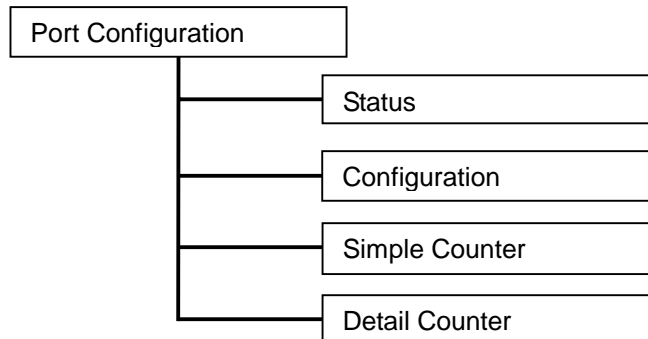 Port Configuration
Status
Configuration
Simple Counter
Detail Counter